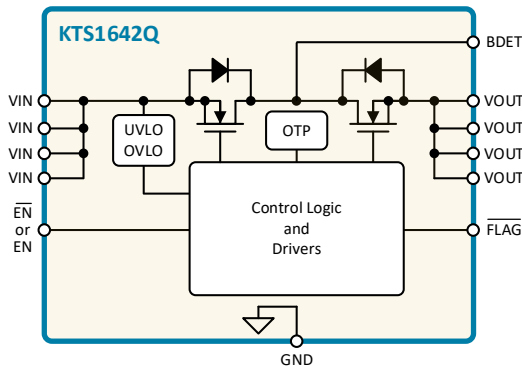 KTS1642Q
BDET
VIN
VIN
VIN
VIN
UVLO
OVLO
OTP
VOUT
VOUT
VOUT
VOUT
EN
or
EN
Control Logic
and
Drivers
FLAG
GND